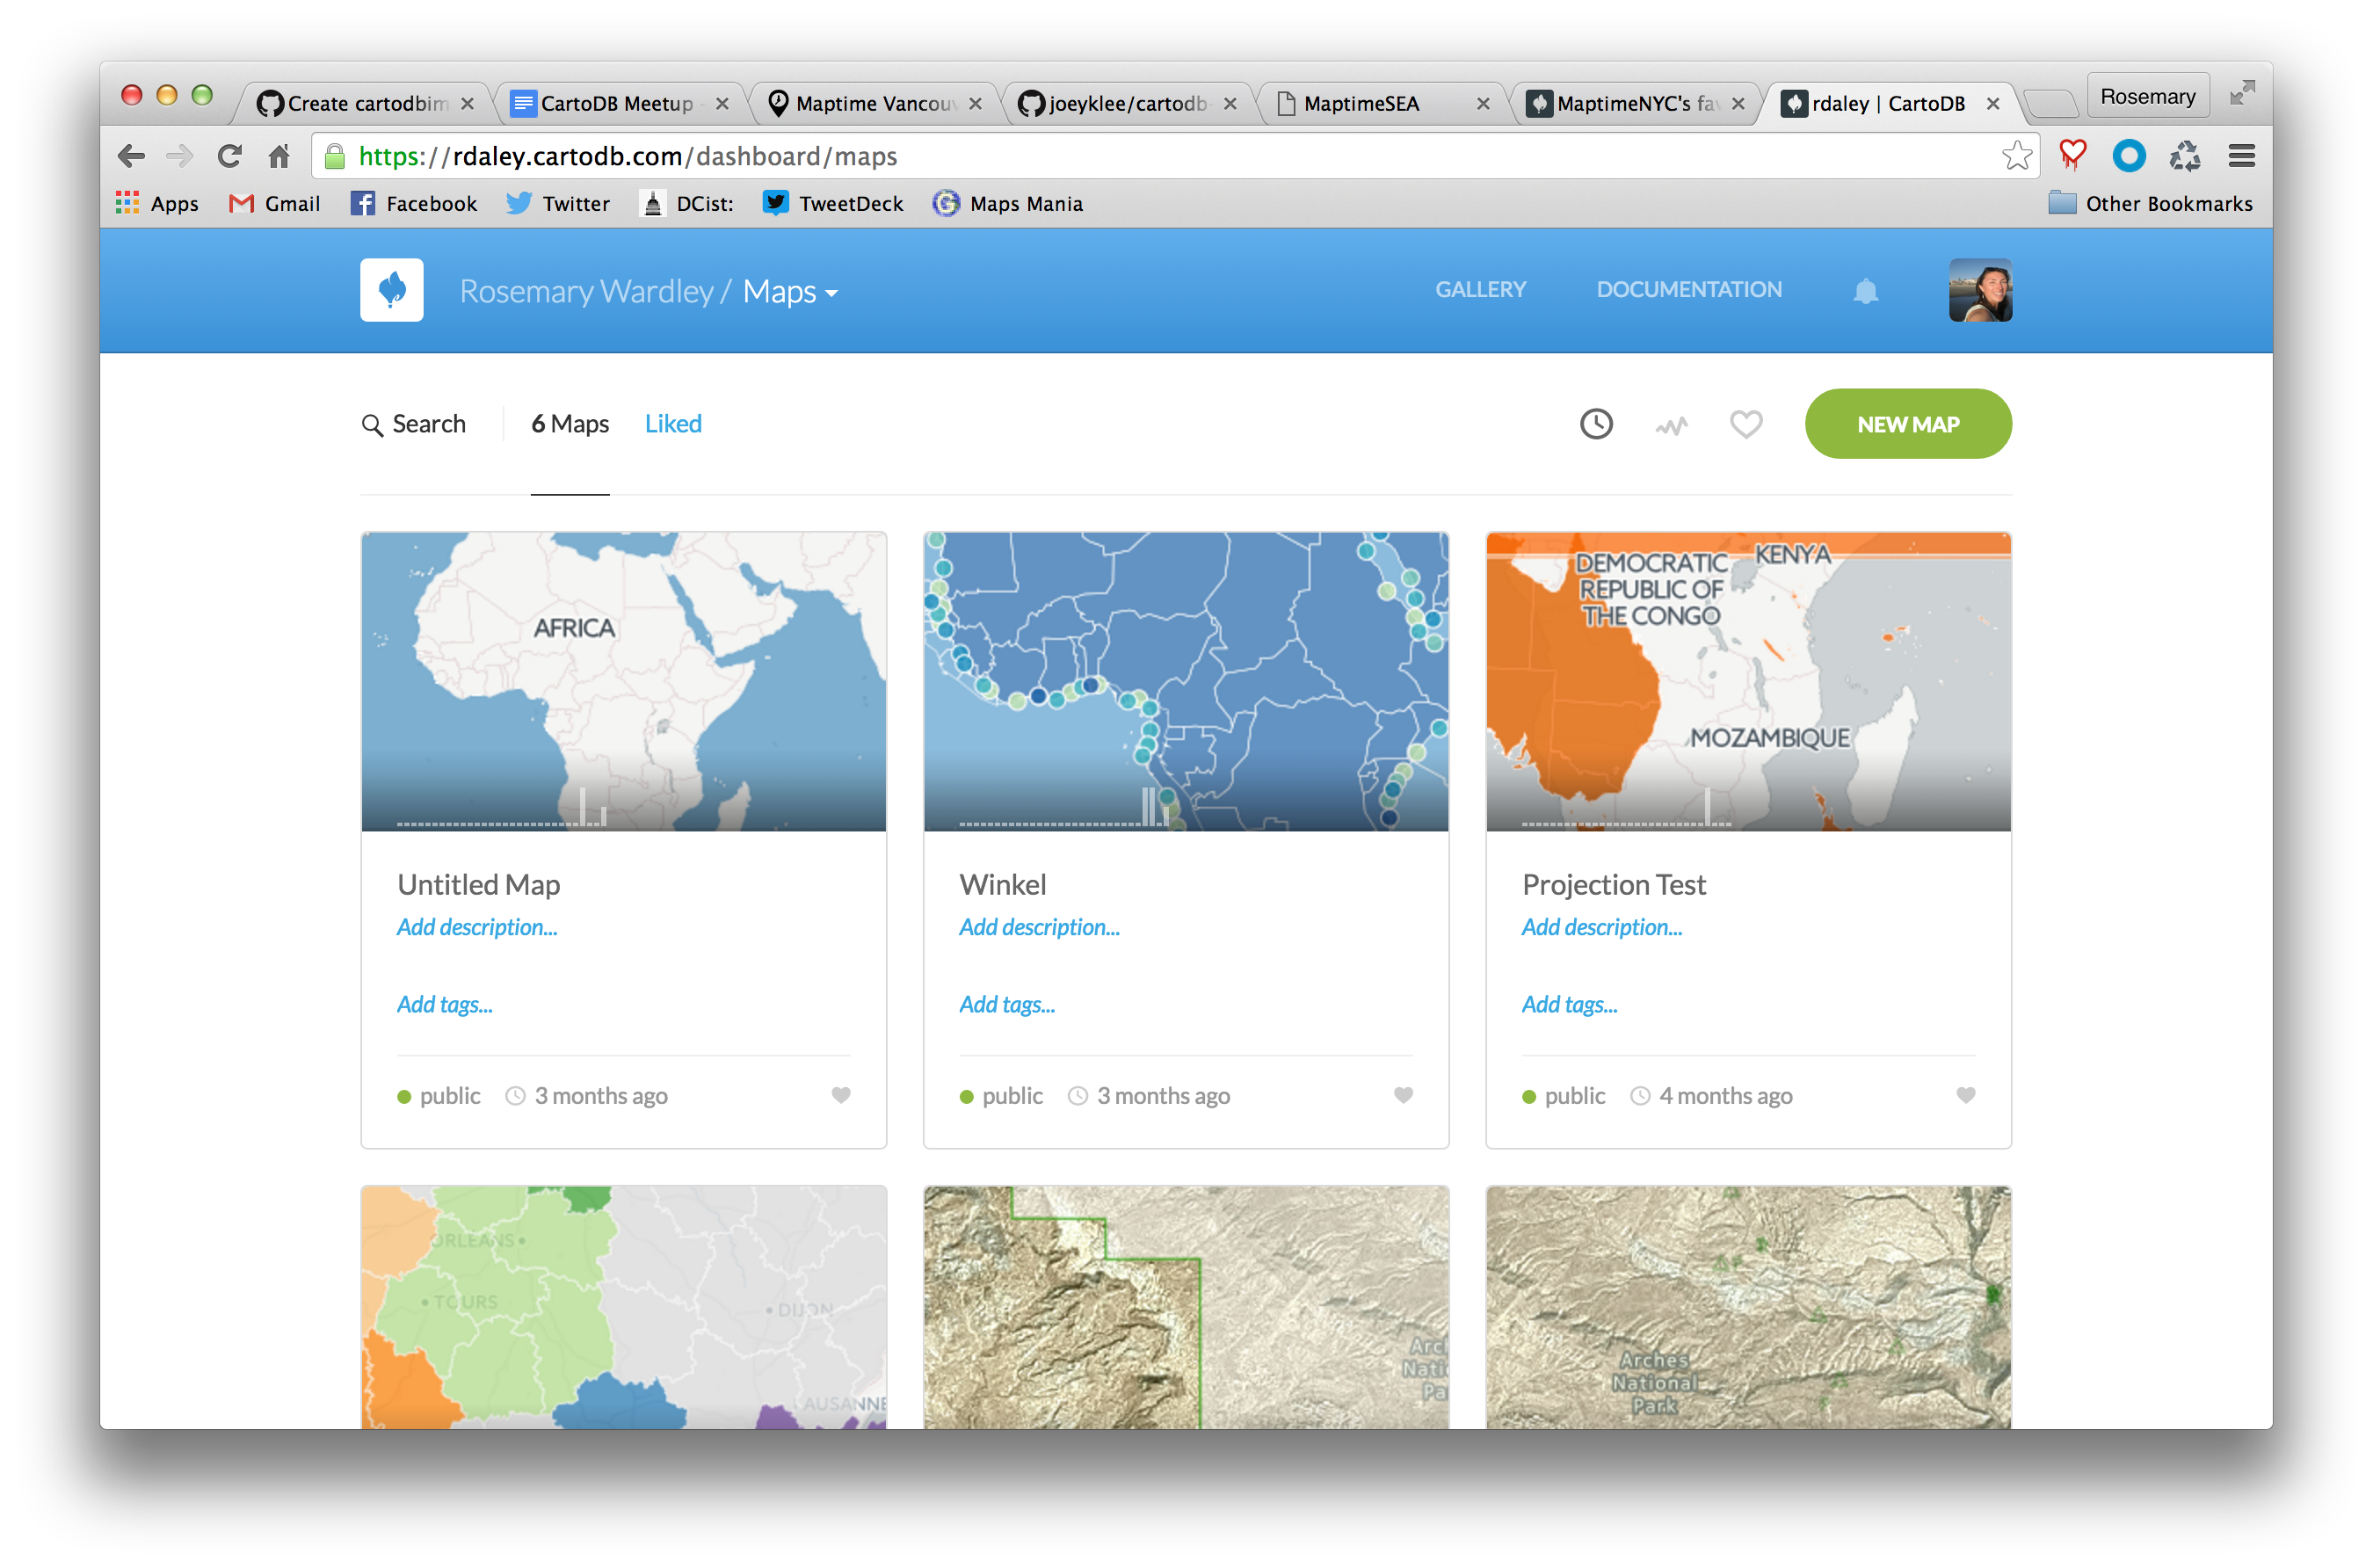 Create cartodbim
CartoDB Meetup -
Maptime Vancouv
joeyklee/cartodb-
MaptimeSEA
MaptimeNYC's fav
rdaley | CartoDB
Rosemary
https://rdaley.cartodb.com/dashboard/maps
Apps
Gmail
Facebook
Twitter
DCist:
TweetDeck
Maps Mania
Other Bookmarks
Rosemary Wardley / Maps
GALLERY
DOCUMENTATION
Search
6 Maps
Liked
NEW MAP
AFRICA
DEMOCRATIC
REPUBLIC OF
THE CONGO
KENYA
MOZAMBIQUE
Untitled Map
Add description...
Add tags...
public
3 months ago
Winkel
Add description...
Add tags...
public
3 months ago
Projection Test
Add description...
Add tags...
public
4 months ago
ORLEANS
TOURS
DIJON
AUSANNE
Arc
Nati
Pa
Arches
National
Park